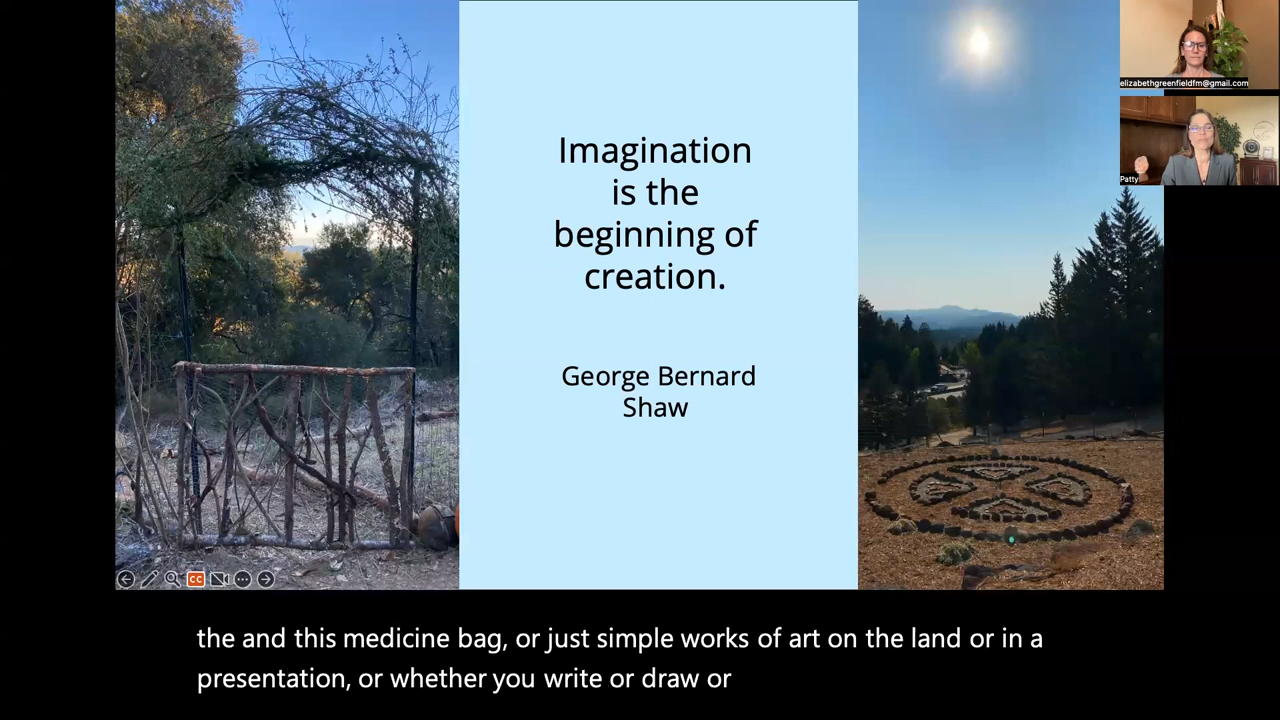 Imagination
is the
beginning of
creation.
George Bernard
Shaw
elizabethgreenfieldfm@gmail.com
Patty
CC
the and this medicine bag, or just simple works of art on the land or in a
presentation, or whether you write or draw or